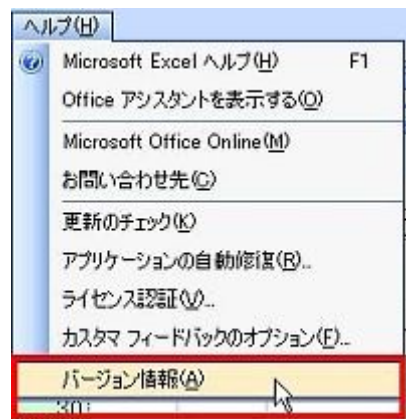 ヘルプ(H)
Microsoft Excel ヘルプ(H) F1
Office アシスタントを表示する(O)
Microsoft Office Online(M)
お問い合わせ先(C)
更新のチェック(K)
アプリケーションの自動修復(R)...
ライセンス認証(V)...
カスタマ フィードバックのオプション(F)...
バージョン情報(A)